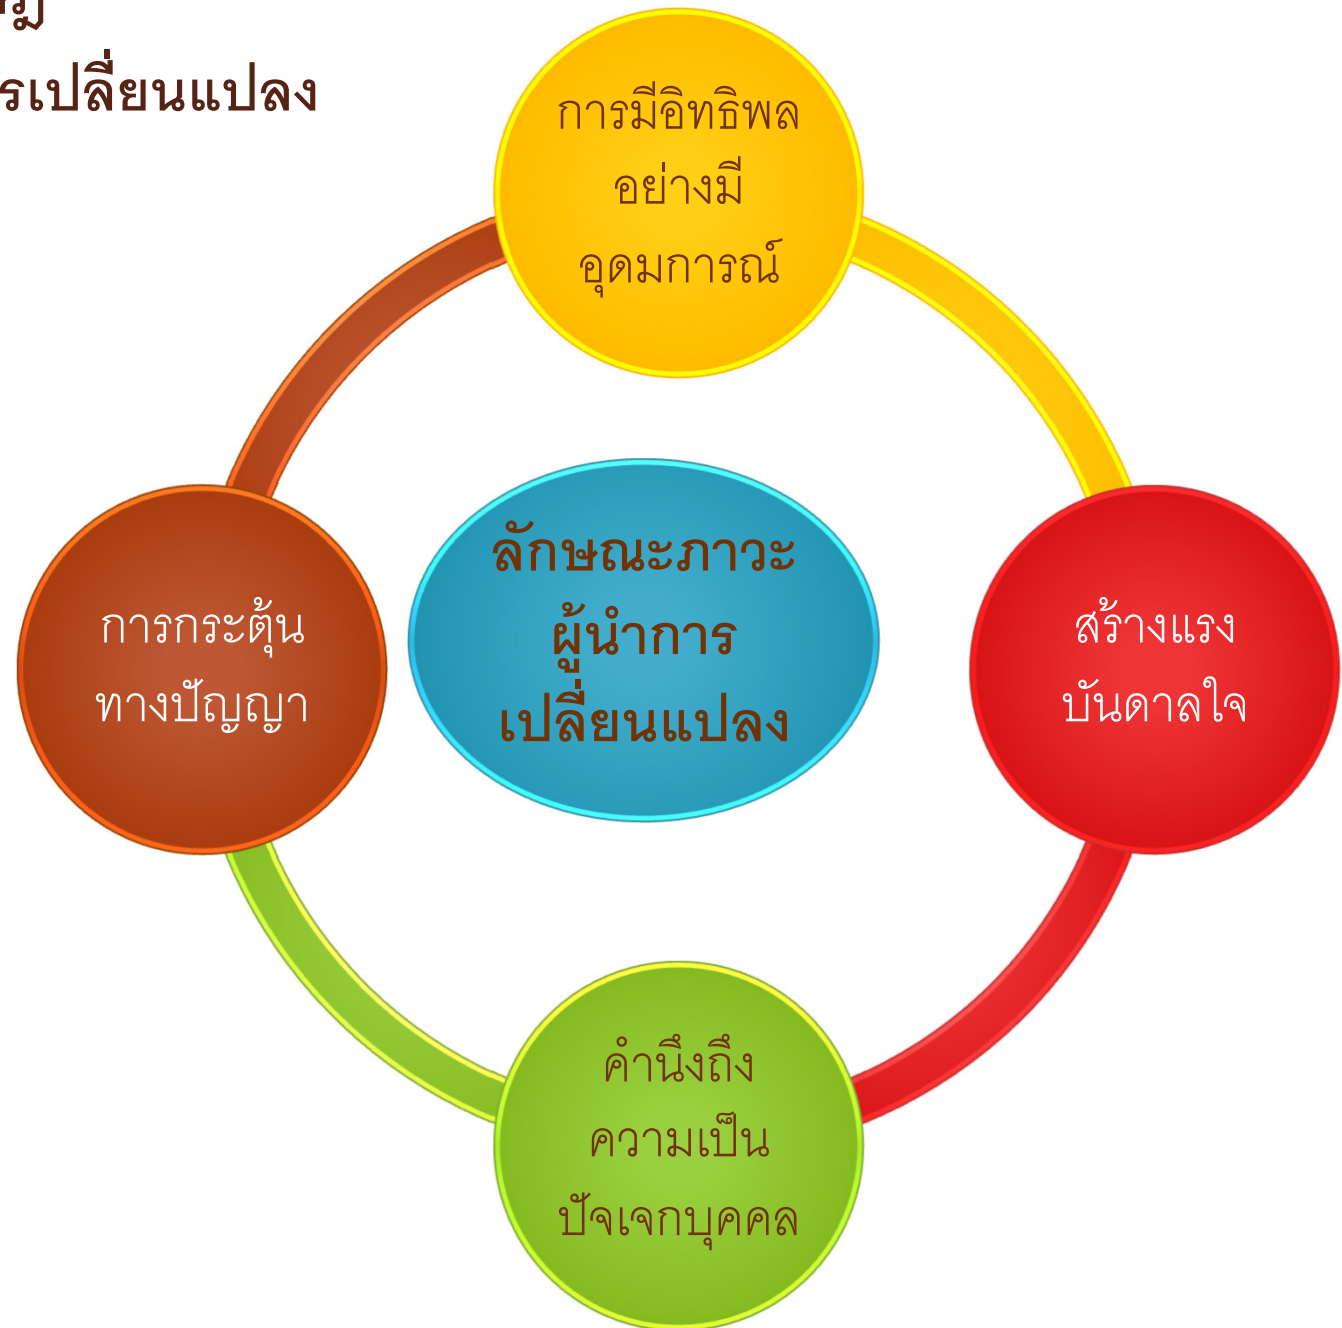 รเปลี่ยนแปลง
การมีอิทธิพล
อย่างมี
อุดมการณ์
ลักษณะภาวะ
ผู้นำการ
เปลี่ยนแปลง
การกระตุ้น
ทางปัญญา
สร้างแรง
บันดาลใจ
คำนึงถึง
ความเป็น
ปัจเจกบุคคล